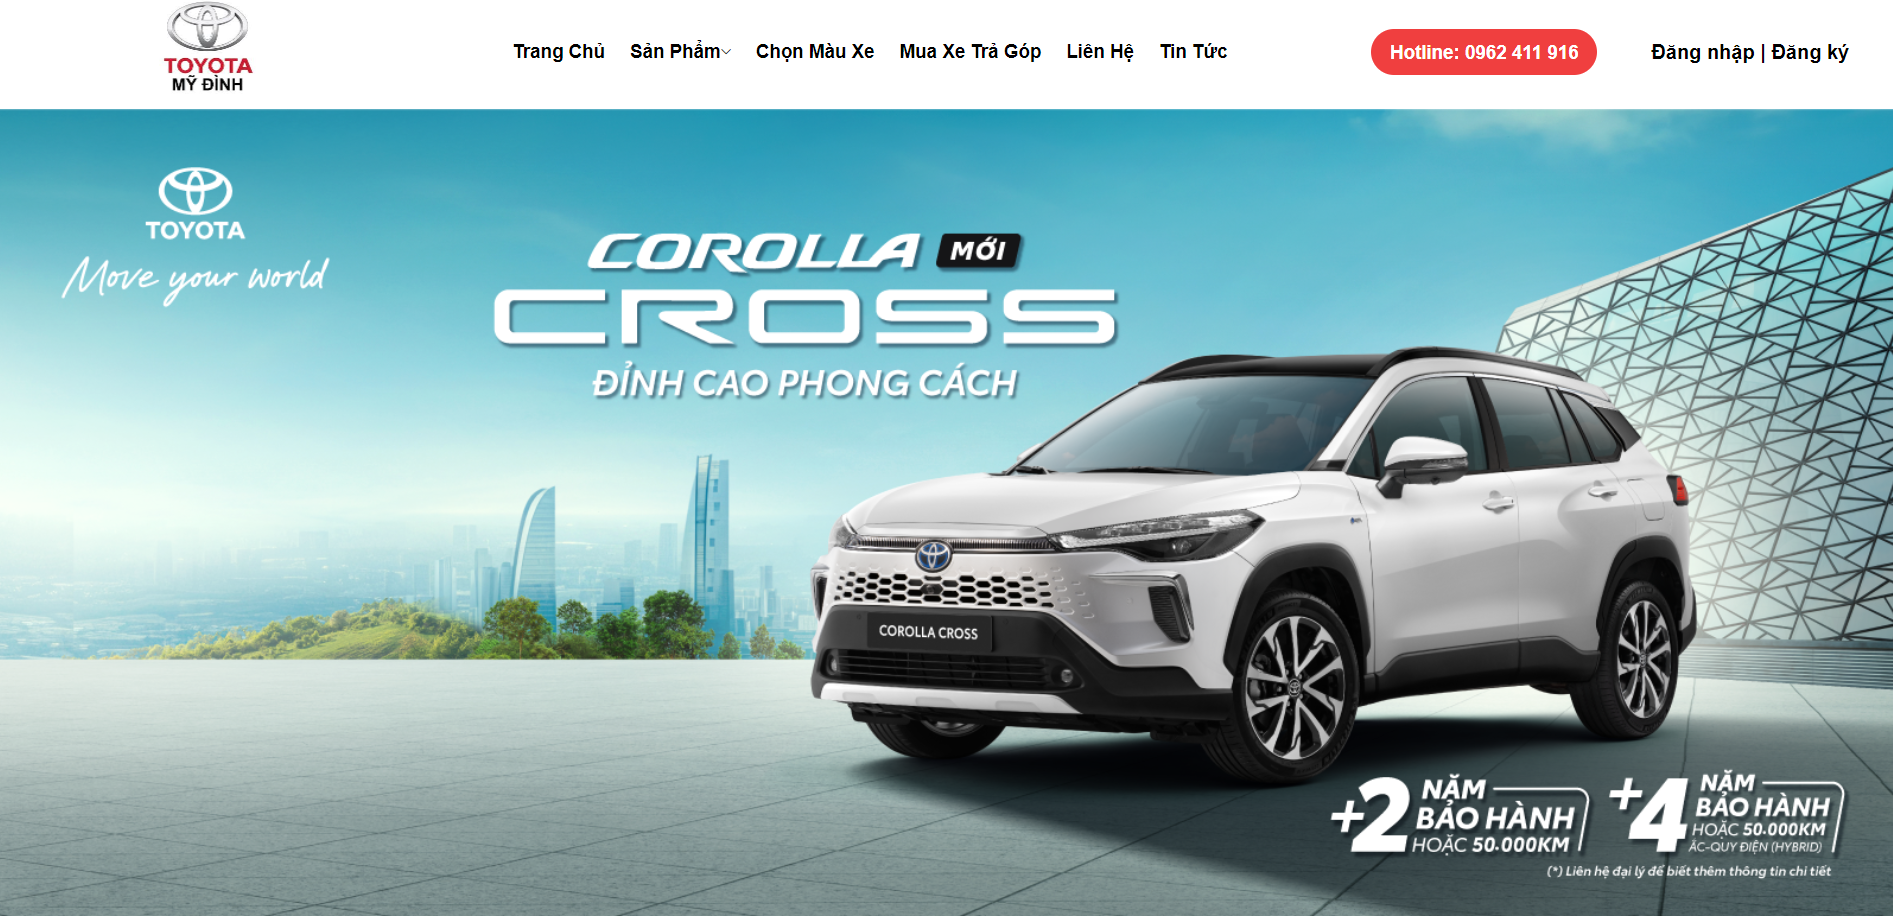 TOYOTA
MỸ ĐÌNH
Trang Chủ Sản Phẩm Chọn Màu Xe Mua Xe Trả Góp Liên Hệ Tin Tức
Hotline: 0962 411 916
Đăng nhập | Đăng ký
TOYOTA
Move your world
COROLLA MỚI
CROSS
ĐỈNH CAO PHONG CÁCH
COROLLA CROSS
+2 NĂM
BẢO HÀNH
HOẶC 50.000KM
+4 NĂM
BẢO HÀNH
HOẶC 50.000KM
ẮC-QUY ĐIỆN (HYBRID)
(*) Liên hệ đại lý để biết thêm thông tin chi tiết